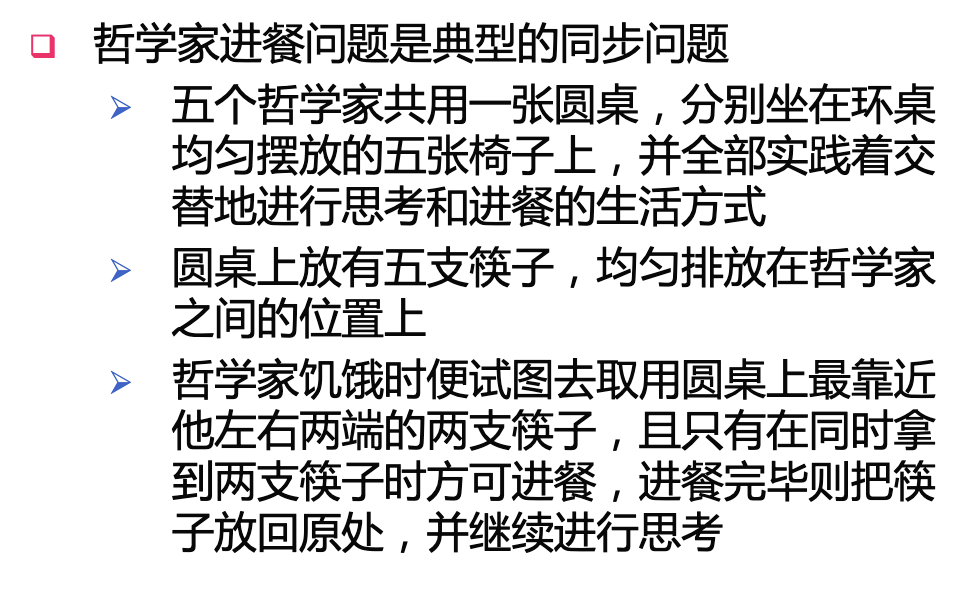 哲学家进餐问题是典型的同步问题
五个哲学家共用一张圆桌，分别坐在环桌
均匀摆放的五张椅子上，并全部实践着交
替地进行思考和进餐的生活方式
圆桌上放有五支筷子，均匀排放在哲学家
之间的位置上
哲学家饥饿时便试图去取用圆桌上最靠近
他左右两端的两支筷子，且只有在同时拿
到两支筷子时方可进餐，进餐完毕则把筷
子放回原处，并继续进行思考